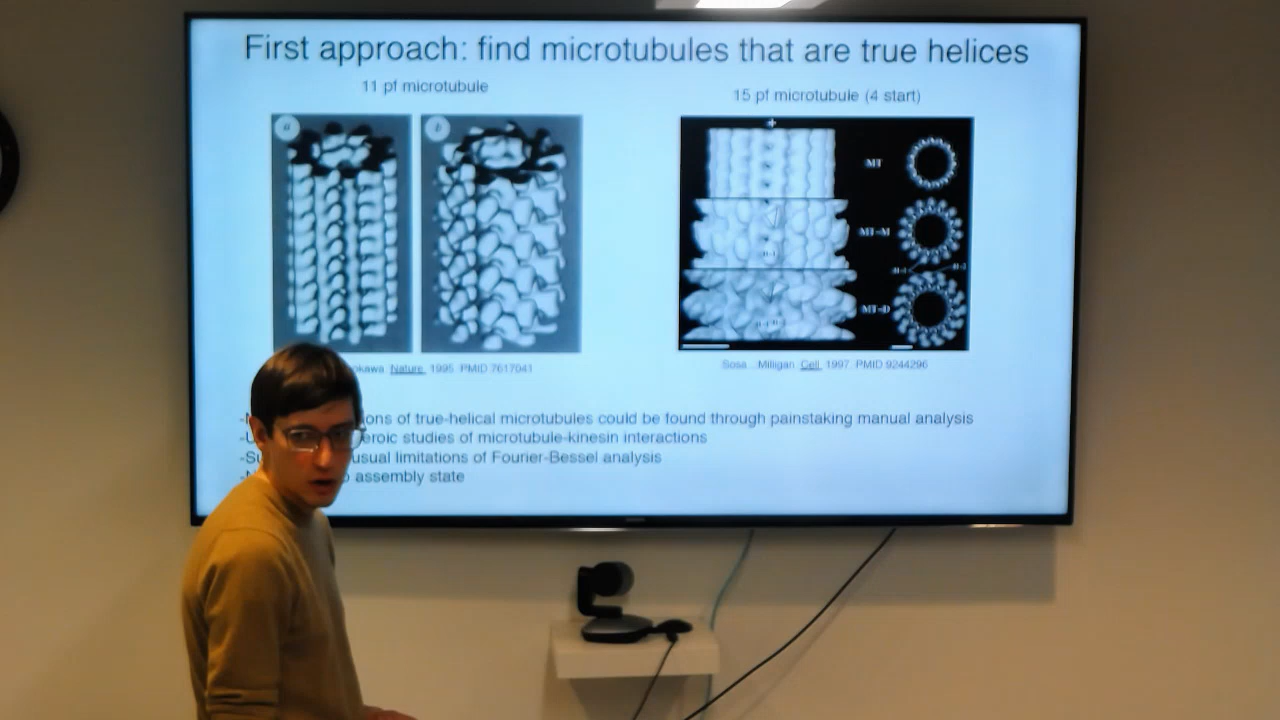 First approach: find microtubules that are true helices
11 pf microtubule
15 pf microtubule (4 start)
a
b
+
MT
MT-M
MT-D
okawa Nature 1995 PMID 7617041
Sosa...Milligan Cell 1997 PMID 9244296
ions of true-helical microtubules could be found through painstaking manual analysis
eroic studies of microtubule-kinesin interactions
-Su usual limitations of Fourier-Bessel analysis
assembly state